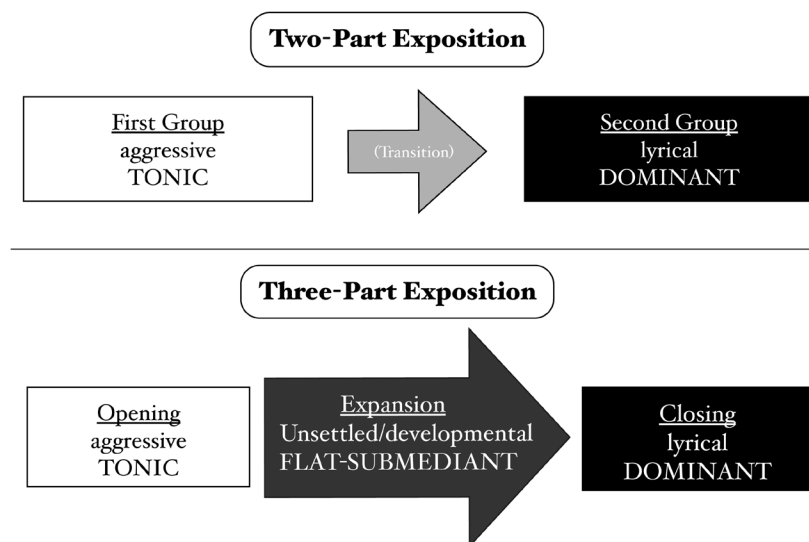 Two-Part Exposition
First Group
aggressive
TONIC
(Transition)
Second Group
lyrical
DOMINANT
Three-Part Exposition
Opening
aggressive
TONIC
Expansion
Unsettled/developmental
FLAT-SUBMEDIANT
Closing
lyrical
DOMINANT